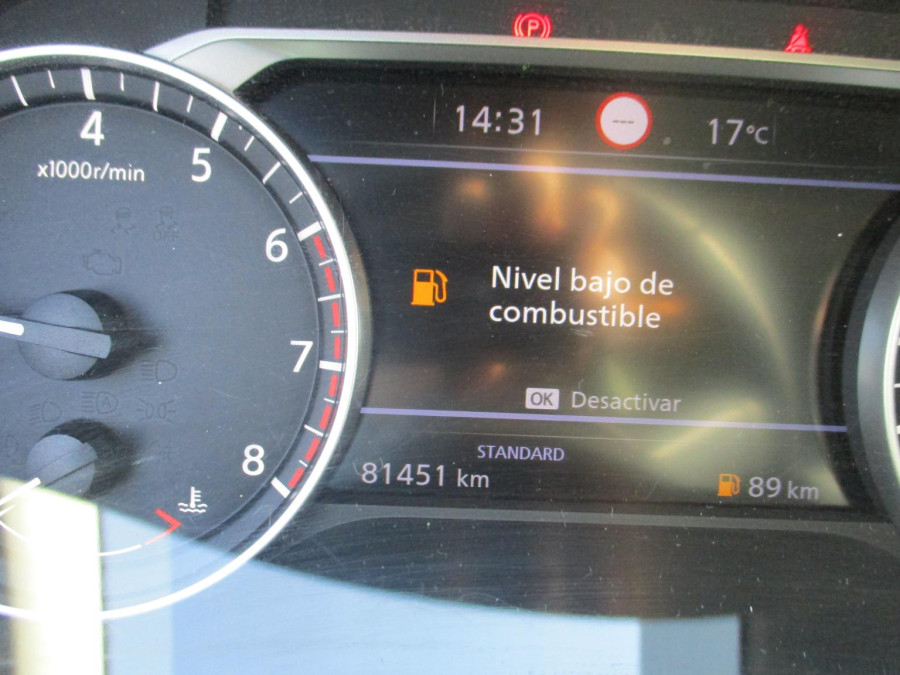 P
14:31
---
17°C
4
x1000r/min
5
6
7
8
Nivel bajo de
combustible
OK Desactivar
STANDARD
81451 km
89 km